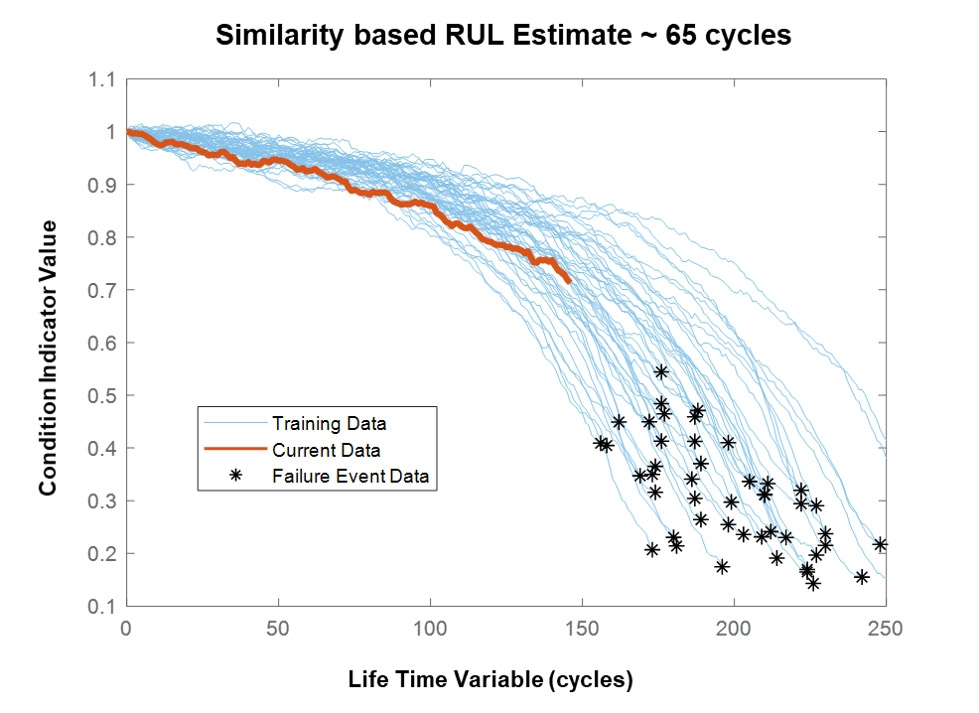 Similarity based RUL Estimate ~ 65 cycles
1.1
1
0.9
0.8
0.7
0.6
0.5
0.4
0.3
0.2
0.1
Condition Indicator Value
Training Data
Current Data
Failure Event Data
0 50 100 150 200 250
Life Time Variable (cycles)